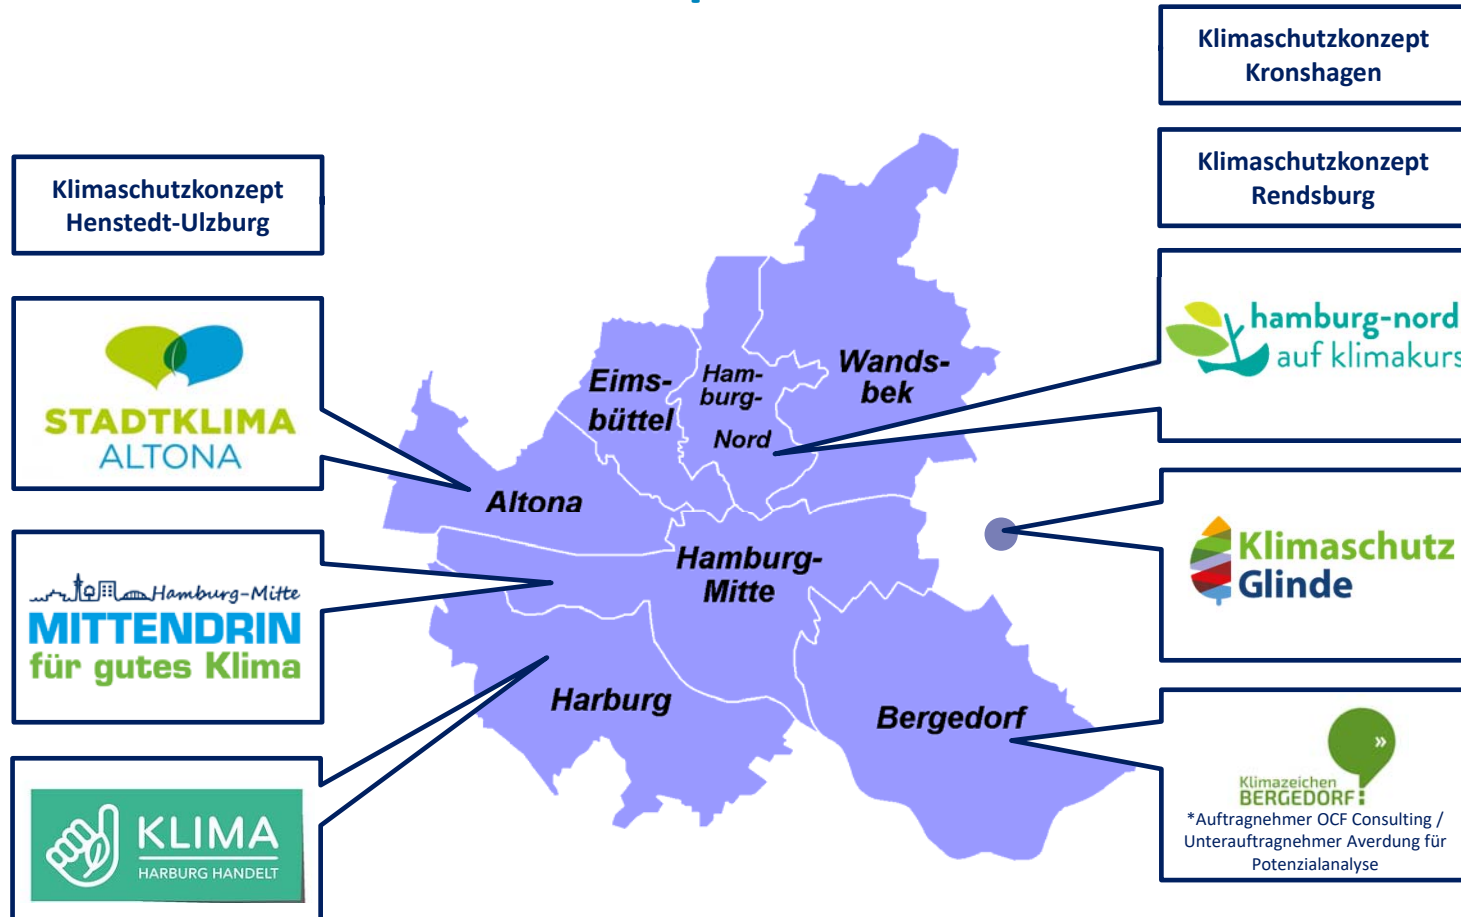 Klimaschutzkonzept
Kronshagen
Klimaschutzkonzept
Rendsburg
Klimaschutzkonzept
Henstedt-Ulzburg
STADTKLIMA
ALTONA
Hamburg-Mitte
MITTENDRIN
für gutes Klima
KLIMA
HARBURG HANDELT
Eims-
büttel
Ham-
burg-
Nord
Wands-
bek
Altona
Hamburg-
Mitte
Harburg
Bergedorf
hamburg-nord
auf klimakurs
Klimaschutz
Glinde
»
Klimazeichen
BERGEDORF
*Auftragnehmer OCF Consulting /
Unterauftragnehmer Averdung für
Potenzialanalyse